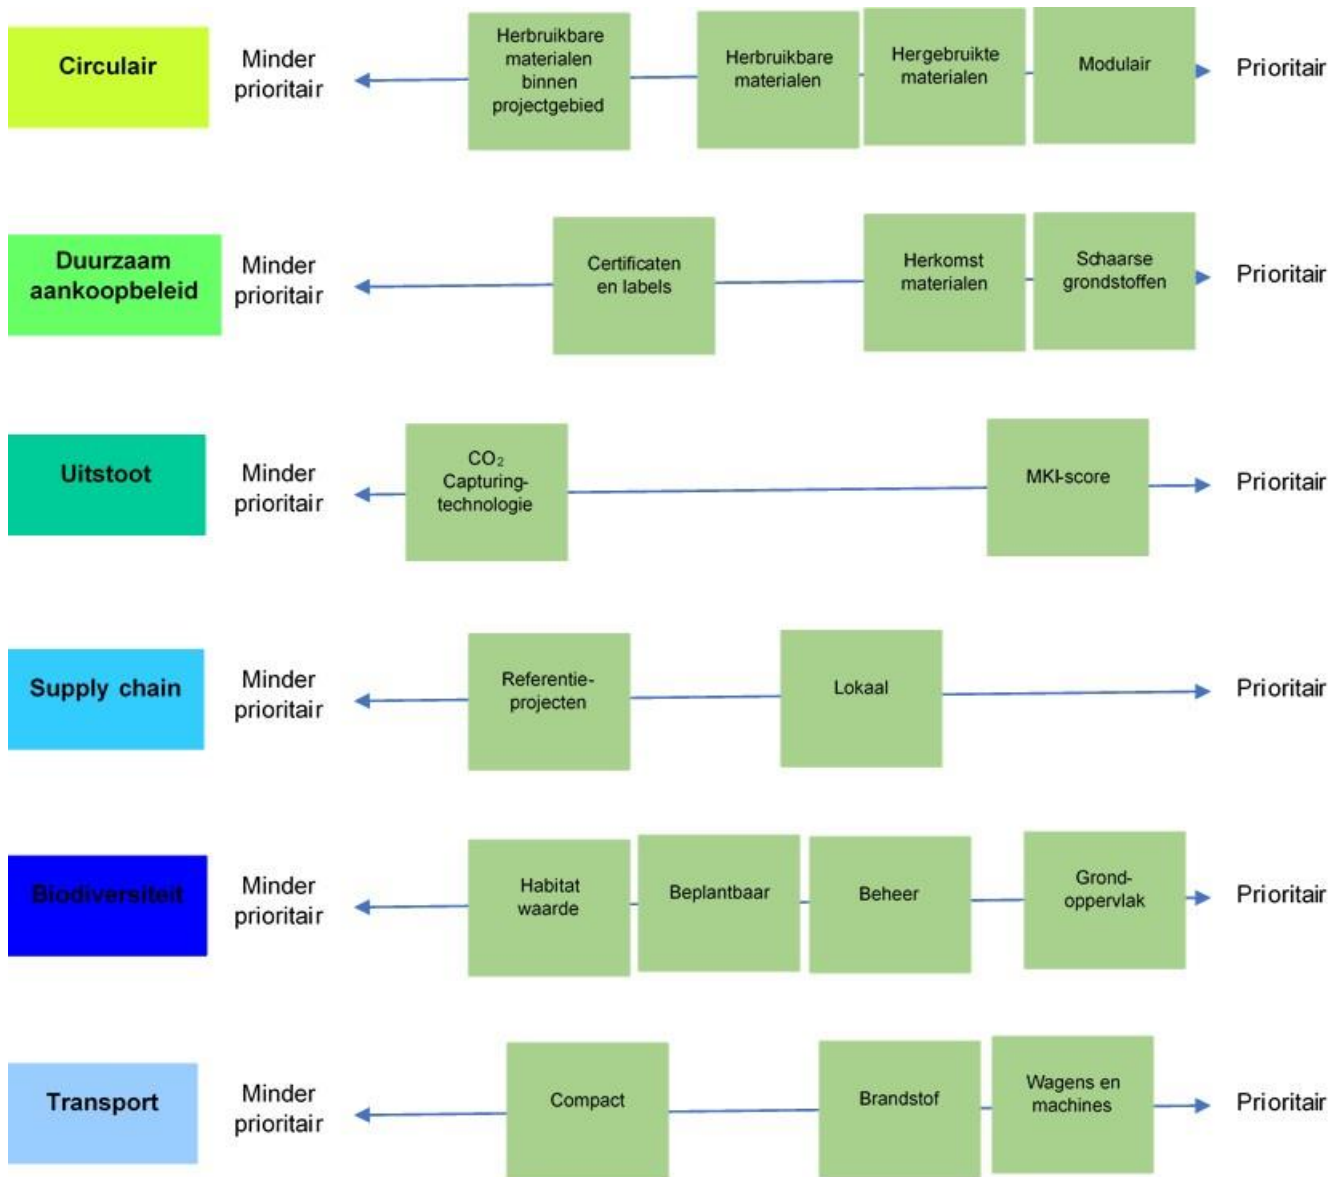 Circulair
Minder
prioritair
Herbruikbare
materialen
binnen
projectgebied
Herbruikbare
materialen
Hergebruikte
materialen
Modulair
Prioritair
Duurzaam
aankoopbeleid
Minder
prioritair
Certificaten
en labels
Herkomst
materialen
Schaarse
grondstoffen
Prioritair
Uitstoot
Minder
prioritair
CO₂
Capturing-
technologie
MKI-score
Prioritair
Supply chain
Minder
prioritair
Referentie-
projecten
Lokaal
Prioritair
Biodiversiteit
Minder
prioritair
Habitat
waarde
Beplantbaar
Beheer
Grond-
oppervlak
Prioritair
Transport
Minder
prioritair
Compact
Brandstof
Wagens en
machines
Prioritair